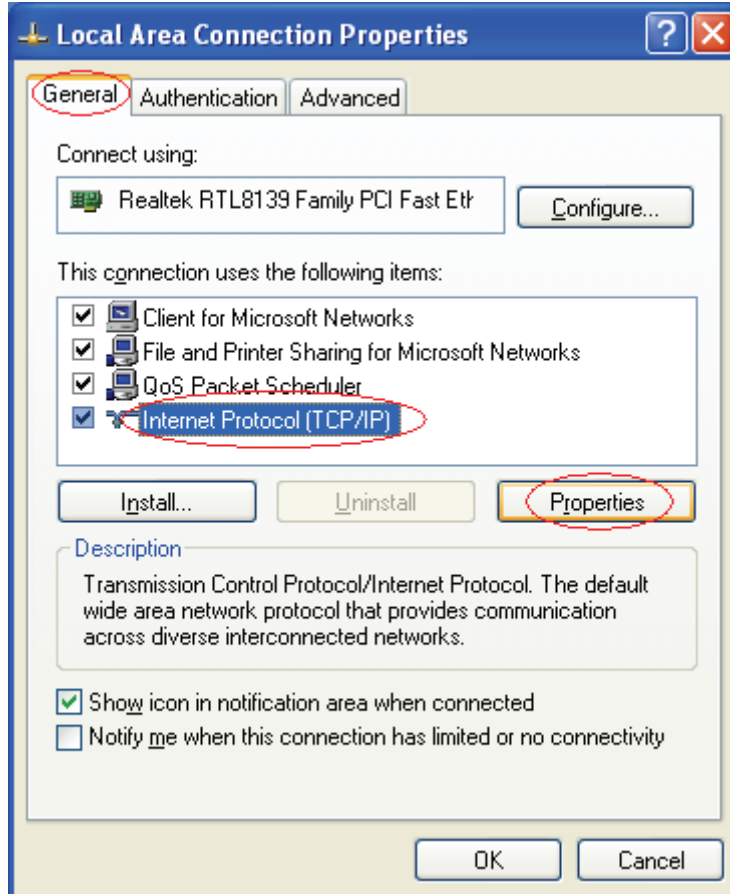 Local Area Connection Properties
General Authentication Advanced
Connect using:
Realtek RTL8139 Family PCI Fast Eth
Configure...
This connection uses the following items:
Client for Microsoft Networks
File and Printer Sharing for Microsoft Networks
QoS Packet Scheduler
Internet Protocol (TCP/IP)
Install... Uninstall Properties
Description
Transmission Control Protocol/Internet Protocol. The default
wide area network protocol that provides communication
across diverse interconnected networks.
Show icon in notification area when connected
Notify me when this connection has limited or no connectivity
OK Cancel